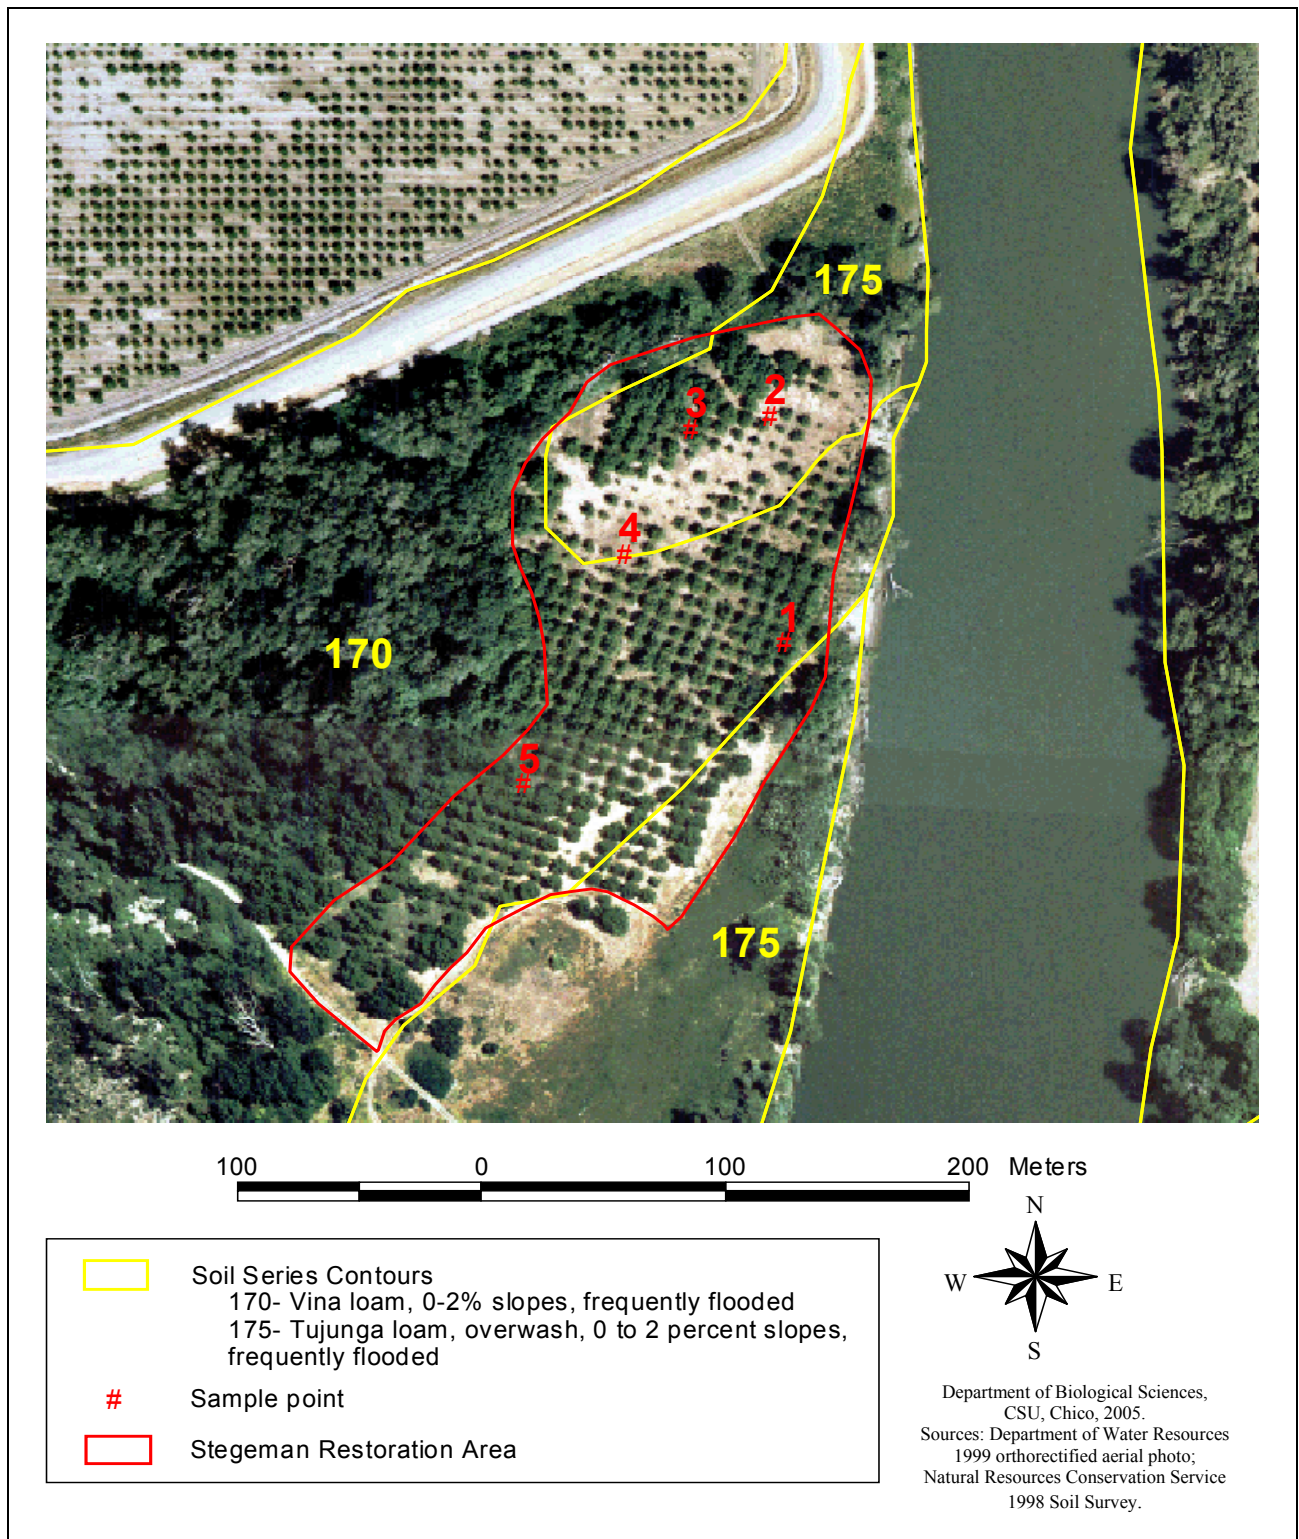 175
2
#
3
#
4
#
1
#
170
5
#
175
100 0 100 200 Meters
N
W E
S
Soil Series Contours
170- Vina loam, 0-2% slopes, frequently flooded
175- Tujunga loam, overwash, 0 to 2 percent slopes,
frequently flooded
# Sample point
Stegeman Restoration Area
Department of Biological Sciences,
CSU, Chico, 2005.
Sources: Department of Water Resources
1999 orthorectified aerial photo;
Natural Resources Conservation Service
1998 Soil Survey.